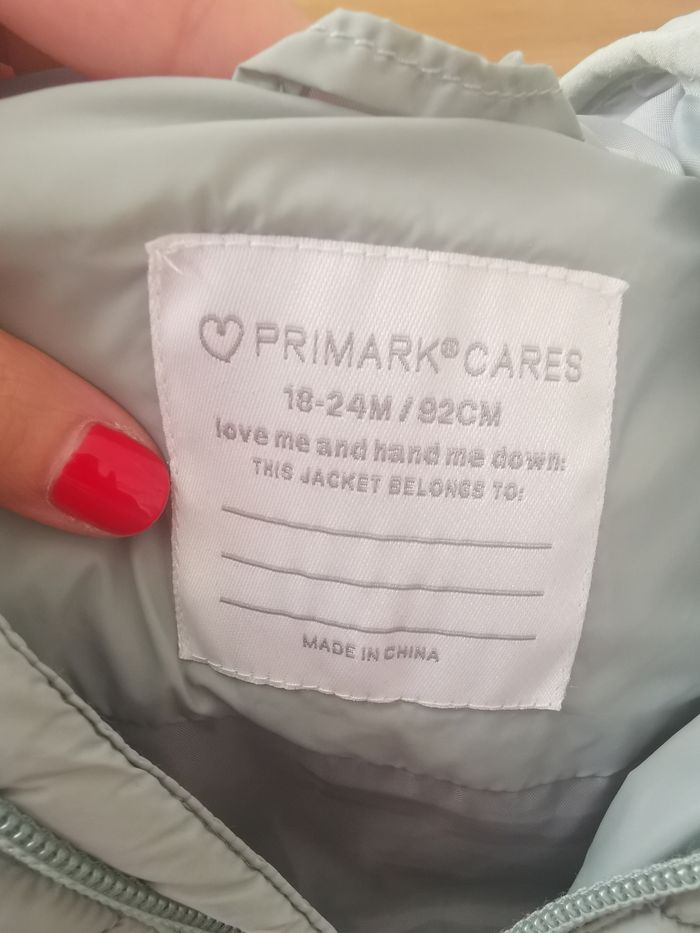 PRIMARK® CARES
18-24M / 92CM
love me and hand me down:
THIS JACKET BELONGS TO:
MADE IN CHINA